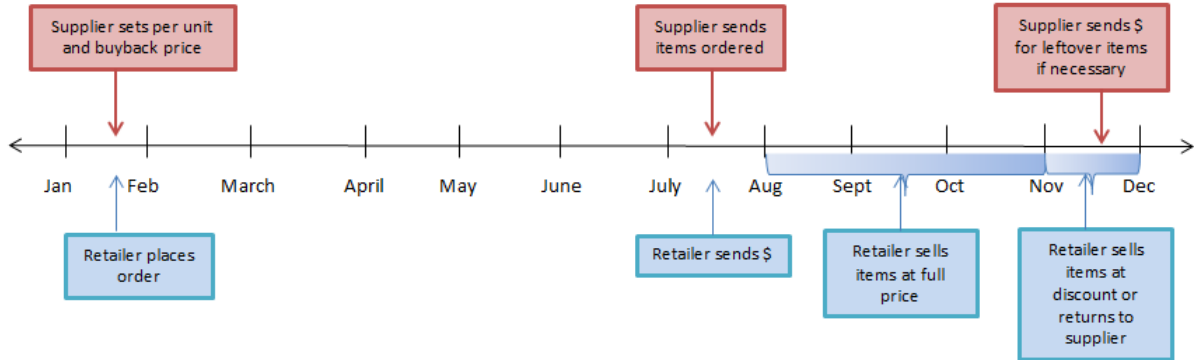 Supplier sets per unit
and buyback price
Supplier sends
items ordered
Supplier sends $
for leftover items
if necessary
Jan
Feb
March
April
May
June
July
Aug
Sept
Oct
Nov
Dec
Retailer places
order
Retailer sends $
Retailer sells
items at full
price
Retailer sells
items at
discount or
returns to
supplier